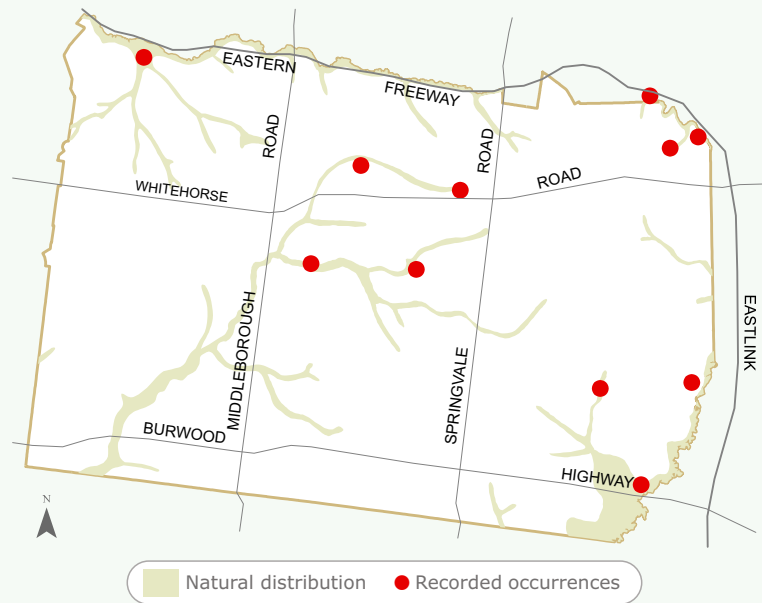 EASTERN
FREEWAY
ROAD
ROAD
WHITEHORSE
ROAD
MIDDLEBOROUGH
SPRINGVALE
EASTLINK
BURWOOD
HIGHWAY
N
Natural distribution
Recorded occurrences